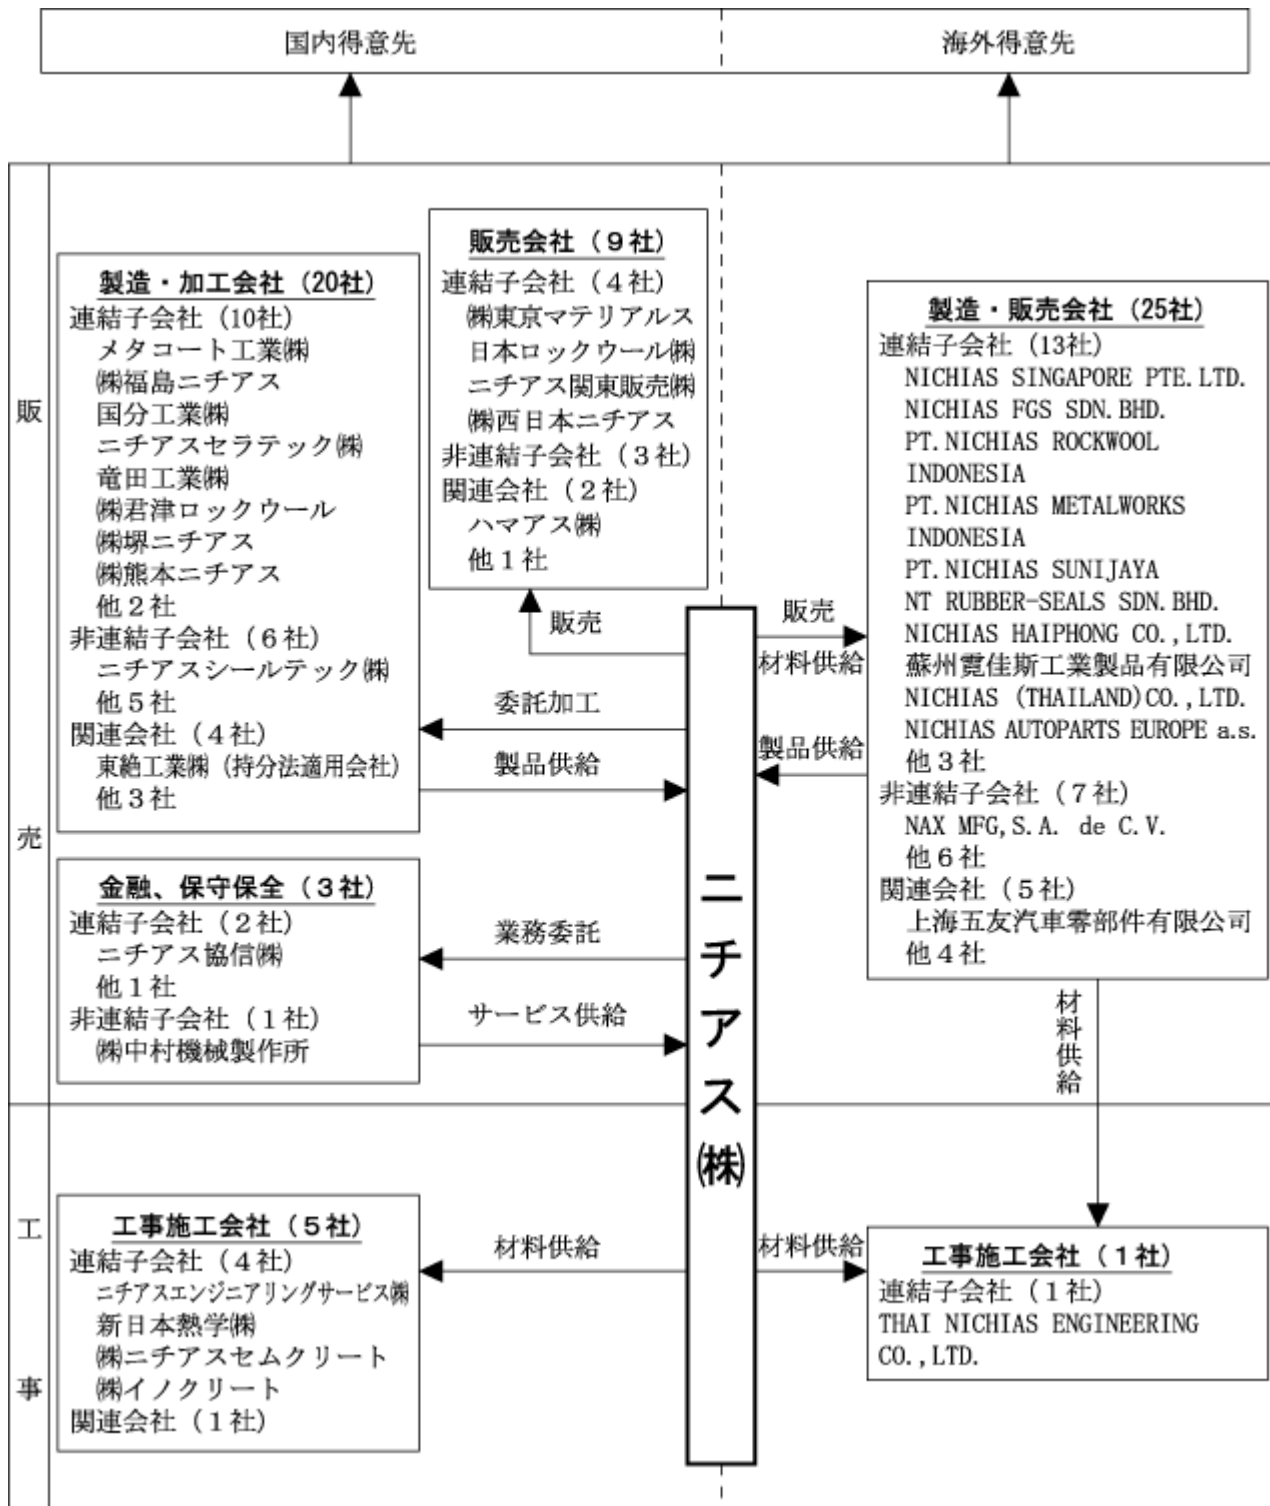 国内得意先
海外得意先
販
売
製造・加工会社（20社）
連結子会社（10社）
メタコート工業㈱
㈱福島ニチアス
国分工業㈱
ニチアスセラテック㈱
竜田工業㈱
㈱君津ロックウール
㈱堺ニチアス
㈱熊本ニチアス
他２社
非連結子会社（６社）
ニチアスシールテック㈱
他５社
関連会社（４社）
東絶工業㈱（持分法適用会社）
他３社
販売会社（９社）
連結子会社（４社）
㈱東京マテリアルス
日本ロックウール㈱
ニチアス関東販売㈱
㈱西日本ニチアス
非連結子会社（３社）
関連会社（２社）
ハマアス㈱
他１社
販売
委託加工
製品供給
金融、保守保全（３社）
連結子会社（２社）
ニチアス協信㈱
他１社
非連結子会社（１社）
㈱中村機械製作所
業務委託
サービス供給
ニチアス㈱
販売
材料供給
製品供給
製造・販売会社（25社）
連結子会社（13社）
NICHIAS SINGAPORE PTE.LTD.
NICHIAS FGS SDN.BHD.
PT.NICHIAS ROCKWOOL
INDONESIA
PT.NICHIAS METALWORKS
INDONESIA
PT.NICHIAS SUNIJAYA
NT RUBBER-SEALS SDN.BHD.
NICHIAS HAIPHONG CO.,LTD.
蘇州霓佳斯工業製品有限公司
NICHIAS (THAILAND)CO.,LTD.
NICHIAS AUTOPARTS EUROPE a.s.
他３社
非連結子会社（７社）
NAX MFG,S.A. de C.V.
他６社
関連会社（５社）
上海五友汽車零部件有限公司
他４社
材料供給
工
事
工事施工会社（５社）
連結子会社（４社）
ニチアスエンジニアリングサービス㈱
新日本熱学㈱
㈱ニチアスセムクリート
㈱イノクリート
関連会社（１社）
材料供給
材料供給
工事施工会社（１社）
連結子会社（１社）
THAI NICHIAS ENGINEERING
CO.,LTD.